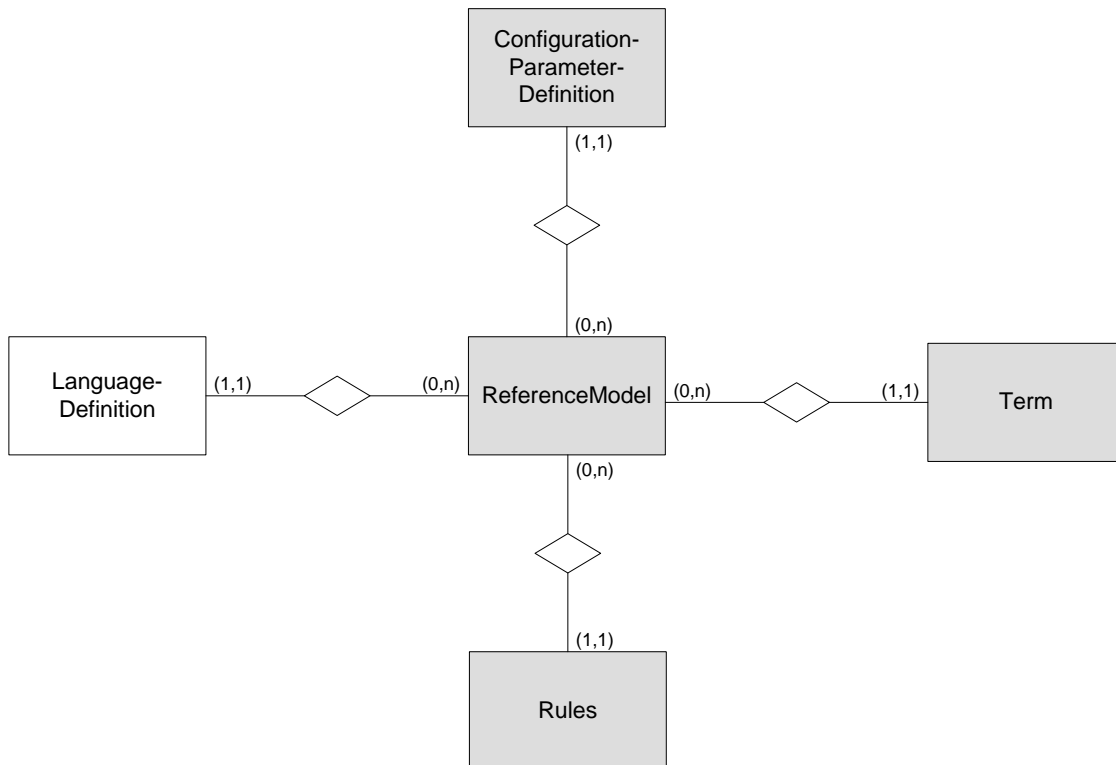 Configuration-
Parameter-
Definition
(1,1)
(0,n)
Language-
Definition
(1,1)
(0,n)
ReferenceModel
(0,n)
(1,1)
Term
(0,n)
(1,1)
Rules